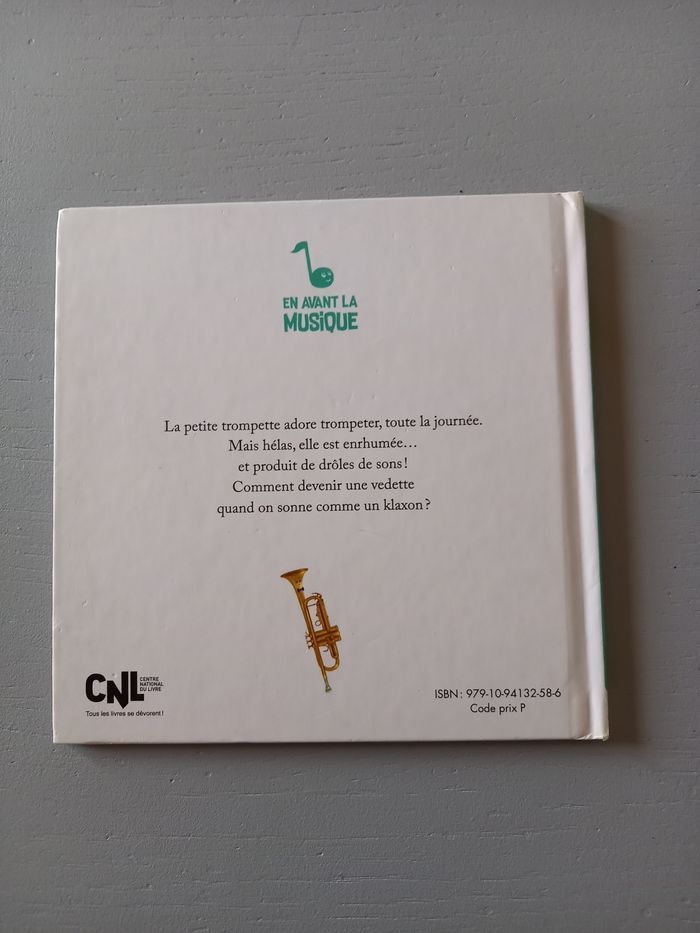 EN AVANT LA
MUSiQUE
La petite trompette adore trompeter, toute la journée.
Mais hélas, elle est enrhumée…
et produit de drôles de sons !
Comment devenir une vedette
quand on sonne comme un klaxon ?
CNL CENTRE
NATIONAL
DU LIVRE
Tous les livres se dévorent !
ISBN : 979-10-94132-58-6
Code prix P